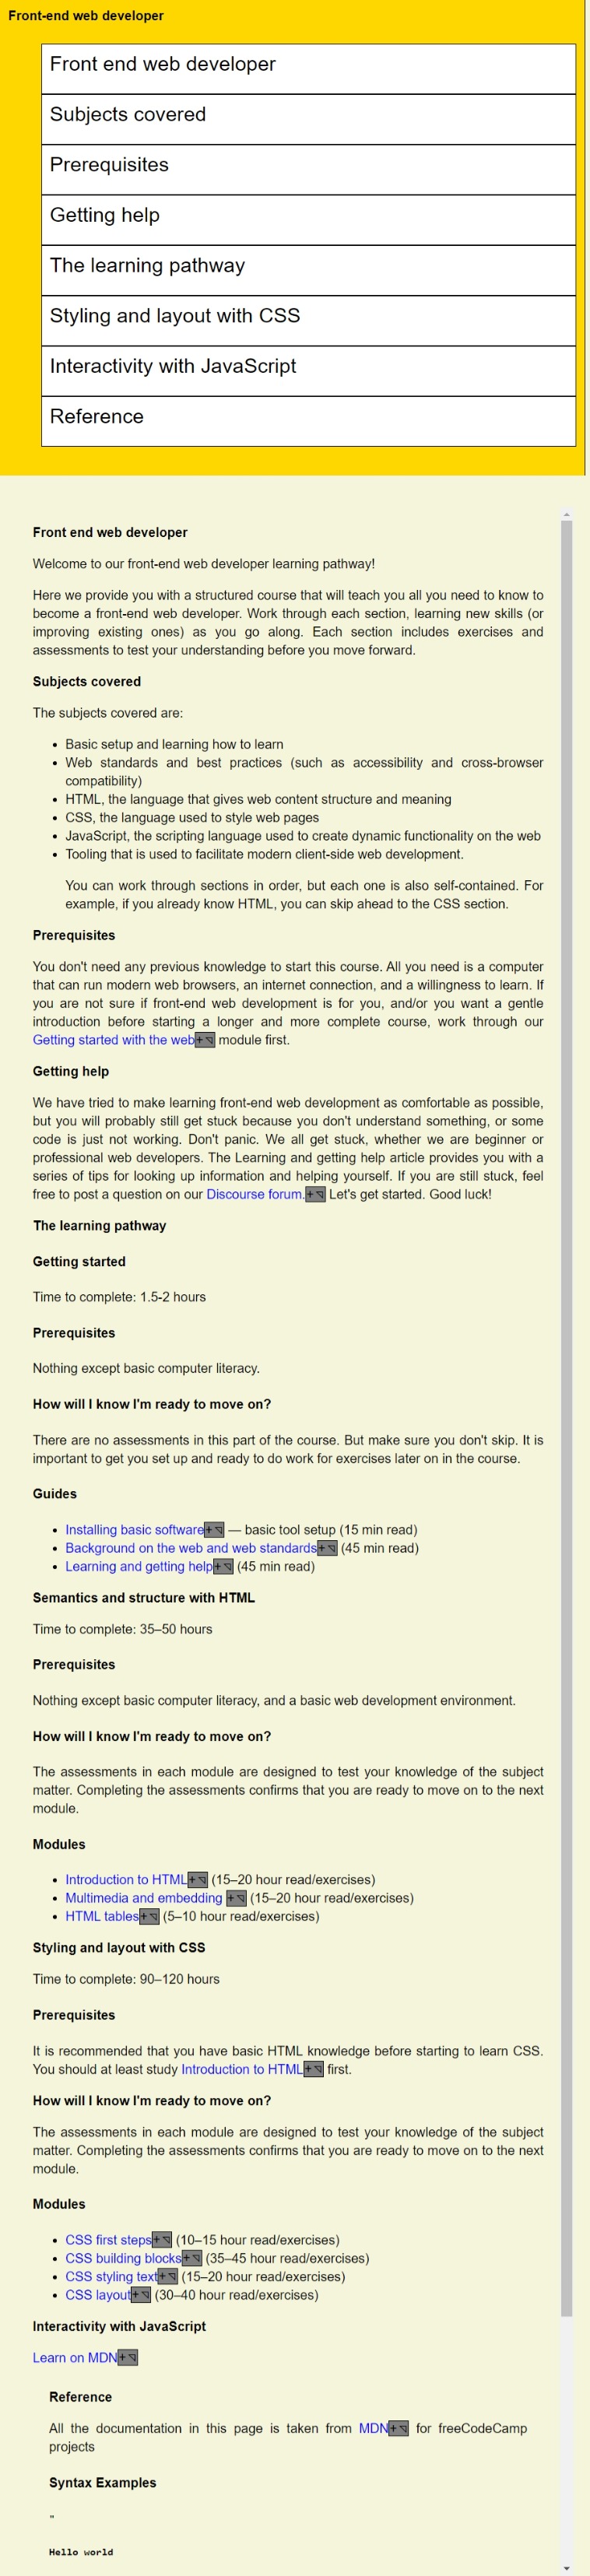 Front-end web developer
Front end web developer
Subjects covered
Prerequisites
Getting help
The learning pathway
Styling and layout with CSS
Interactivity with JavaScript
Reference
Front end web developer
Welcome to our front-end web developer learning pathway!
Here we provide you with a structured course that will teach you all you need to know to
become a front-end web developer. Work through each section, learning new skills (or
improving existing ones) as you go along. Each section includes exercises and
assessments to test your understanding before you move forward.
Subjects covered
The subjects covered are:
• Basic setup and learning how to learn
• Web standards and best practices (such as accessibility and cross-browser
compatibility)
• HTML, the language that gives web content structure and meaning
• CSS, the language used to style web pages
• JavaScript, the scripting language used to create dynamic functionality on the web
• Tooling that is used to facilitate modern client-side web development.
You can work through sections in order, but each one is also self-contained. For
example, if you already know HTML, you can skip ahead to the CSS section.
Prerequisites
You don't need any previous knowledge to start this course. All you need is a computer
that can run modern web browsers, an internet connection, and a willingness to learn. If
you are not sure if front-end web development is for you, and/or you want a gentle
introduction before starting a longer and more complete course, work through our
Getting started with the web+ module first.
Getting help
We have tried to make learning front-end web development as comfortable as possible,
but you will probably still get stuck because you don't understand something, or some
code is just not working. Don't panic. We all get stuck, whether we are beginner or
professional web developers. The Learning and getting help article provides you with a
series of tips for looking up information and helping yourself. If you are still stuck, feel
free to post a question on our Discourse forum.+ Let's get started. Good luck!
The learning pathway
Getting started
Time to complete: 1.5-2 hours
Prerequisites
Nothing except basic computer literacy.
How will I know I'm ready to move on?
There are no assessments in this part of the course. But make sure you don't skip. It is
important to get you set up and ready to do work for exercises later on in the course.
Guides
• Installing basic software+ — basic tool setup (15 min read)
• Background on the web and web standards+ (45 min read)
• Learning and getting help+ (45 min read)
Semantics and structure with HTML
Time to complete: 35–50 hours
Prerequisites
Nothing except basic computer literacy, and a basic web development environment.
How will I know I'm ready to move on?
The assessments in each module are designed to test your knowledge of the subject
matter. Completing the assessments confirms that you are ready to move on to the next
module.
Modules
• Introduction to HTML+ (15–20 hour read/exercises)
• Multimedia and embedding + (15–20 hour read/exercises)
• HTML tables+ (5–10 hour read/exercises)
Styling and layout with CSS
Time to complete: 90–120 hours
Prerequisites
It is recommended that you have basic HTML knowledge before starting to learn CSS.
You should at least study Introduction to HTML+ first.
How will I know I'm ready to move on?
The assessments in each module are designed to test your knowledge of the subject
matter. Completing the assessments confirms that you are ready to move on to the next
module.
Modules
• CSS first steps+ (10–15 hour read/exercises)
• CSS building blocks+ (35–45 hour read/exercises)
• CSS styling text+ (15–20 hour read/exercises)
• CSS layout+ (30–40 hour read/exercises)
Interactivity with JavaScript
Learn on MDN+
Reference
All the documentation in this page is taken from MDN+ for freeCodeCamp
projects
Syntax Examples
"
Hello world